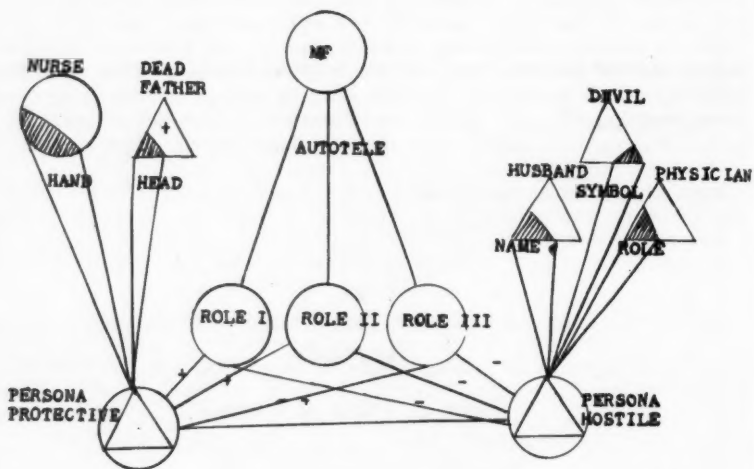 MF
NURSE
DEAD
FATHER
+
HAND
HEAD
AUTOTELE
DEVIL
HUSBAND
PHYSICIAN
SYMBOL
NAME
ROLE
ROLE I
ROLE II
ROLE III
+
+
- +
-
-
-
PERSONA
PROTECTIVE
PERSONA
HOSTILE